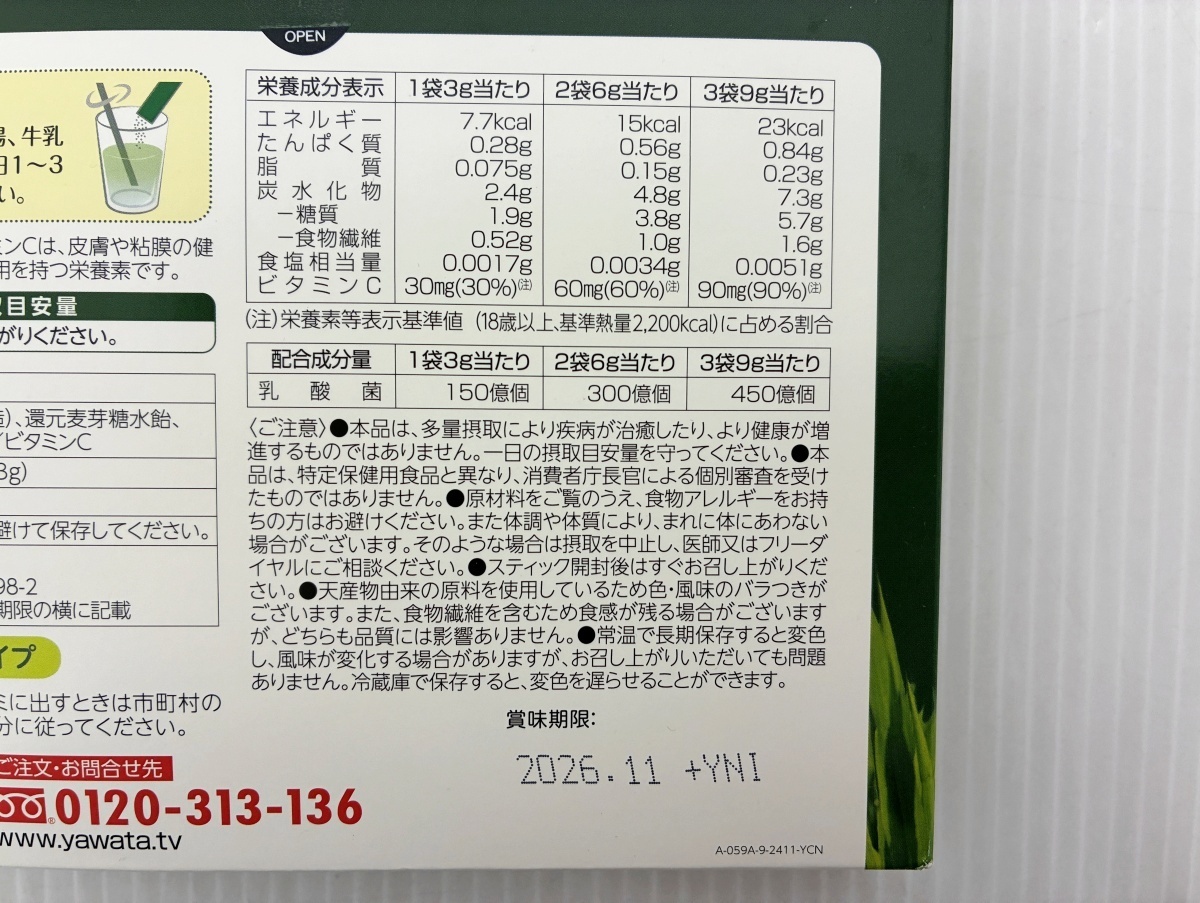 OPEN
湯、牛乳
日1〜3
い。
ミンCは、皮膚や粘膜の健
用を持つ栄養素です。
取目安量
がりください。
造)、還元麦芽糖水飴、
/ビタミンC
3g)
避けて保存してください。
98-2
期限の横に記載
イプ
ミに出すときは市町村の
分に従ってください。
ご注文・お問合せ先
0120-313-136
www.yawata.tv
栄養成分表示 1袋3g当たり 2袋6g当たり 3袋9g当たり
エネルギー 7.7kcal 15kcal 23kcal
たんぱく質 0.28g 0.56g 0.84g
脂質 0.075g 0.15g 0.23g
炭水化物 2.4g 4.8g 7.3g
−糖質 1.9g 3.8g 5.7g
−食物繊維 0.52g 1.0g 1.6g
食塩相当量 0.0017g 0.0034g 0.0051g
ビタミンC 30mg(30%)(注) 60mg(60%)(注) 90mg(90%)(注)
(注)栄養素等表示基準値(18歳以上、基準熱量2,200kcal)に占める割合
配合成分量 1袋3g当たり 2袋6g当たり 3袋9g当たり
乳酸菌 150億個 300億個 450億個
〈ご注意〉●本品は、多量摂取により疾病が治癒したり、より健康が増
進するものではありません。一日の摂取目安量を守ってください。●本
品は、特定保健用食品と異なり、消費者庁長官による個別審査を受け
たものではありません。●原材料をご覧のうえ、食物アレルギーをお持
ちの方はお避けください。また体調や体質により、まれに体にあわない
場合がございます。そのような場合は摂取を中止し、医師又はフリーダ
イヤルにご相談ください。●スティック開封後はすぐお召し上がりくだ
さい。●天産物由来の原料を使用しているため色・風味のバラつきが
ございます。また、食物繊維を含むため食感が残る場合がございます
が、どちらも品質には影響ありません。●常温で長期保存すると変色
し、風味が変化する場合がありますが、お召し上がりいただいても問題
ありません。冷蔵庫で保存すると、変色を遅らせることができます。
賞味期限:
2026.11 +YNI
A-059A-9-2411-YCN